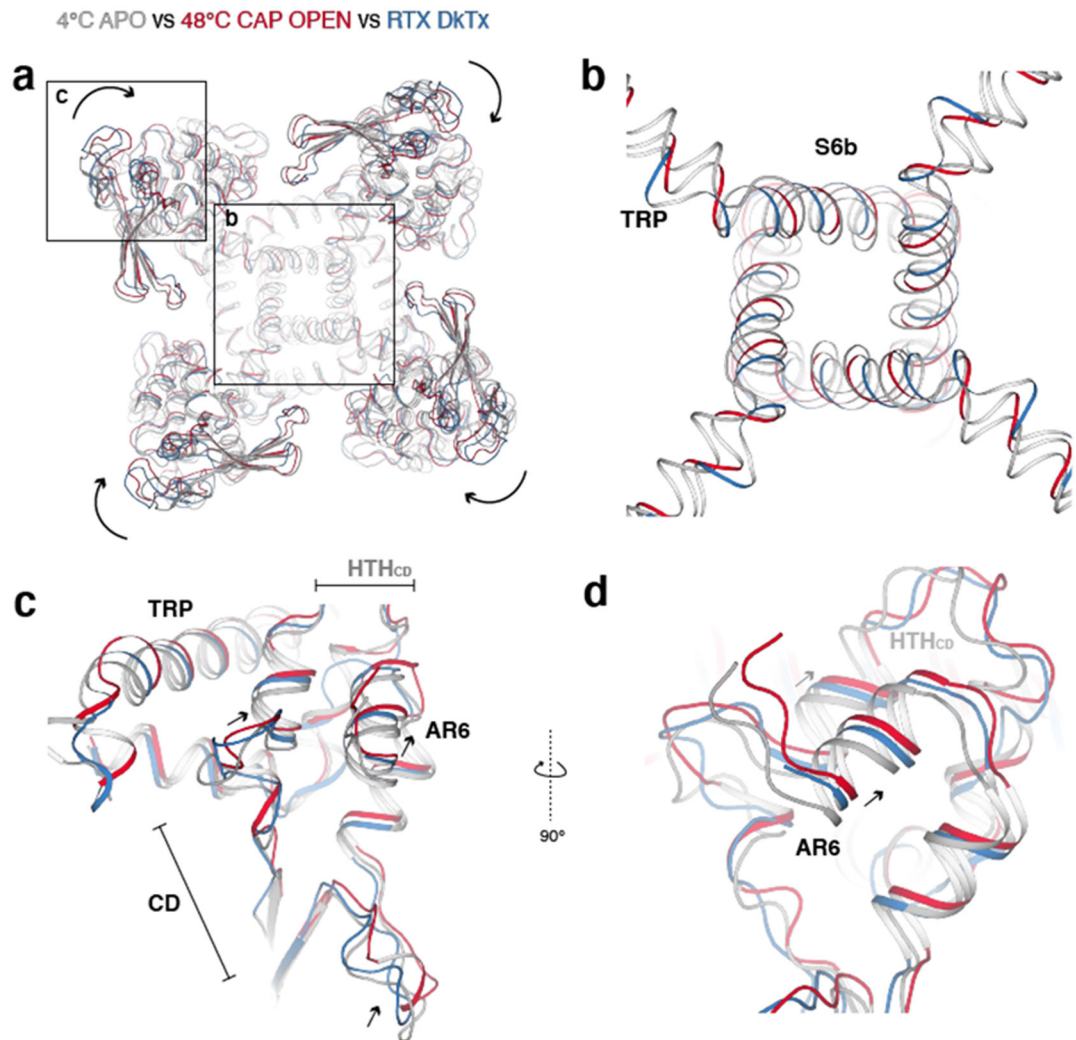 4°C APO VS 48°C CAP OPEN VS RTX DkTx
a
c
b
b
S6b
TRP
c
HTHCD
TRP
AR6
CD
90°
d
HTHCD
AR6